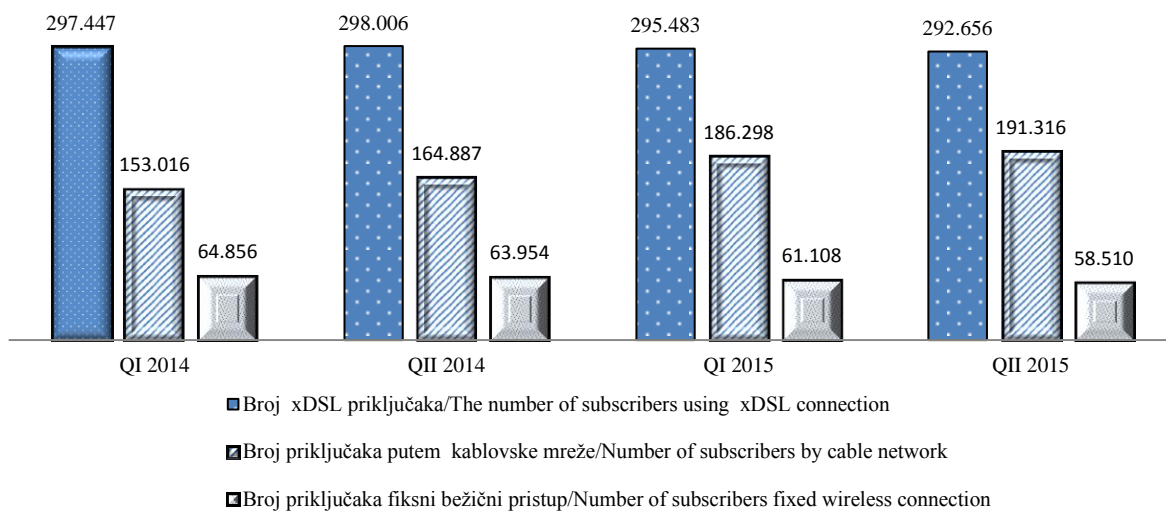 297.447
298.006
295.483
292.656
153.016
164.887
186.298
191.316
64.856
63.954
61.108
58.510
QI 2014
QII 2014
QI 2015
QII 2015
Broj xDSL priključaka/The number of subscribers using xDSL connection
Broj priključaka putem kablovske mreže/Number of subscribers by cable network
Broj priključaka fiksni bežični pristup/Number of subscribers fixed wireless connection